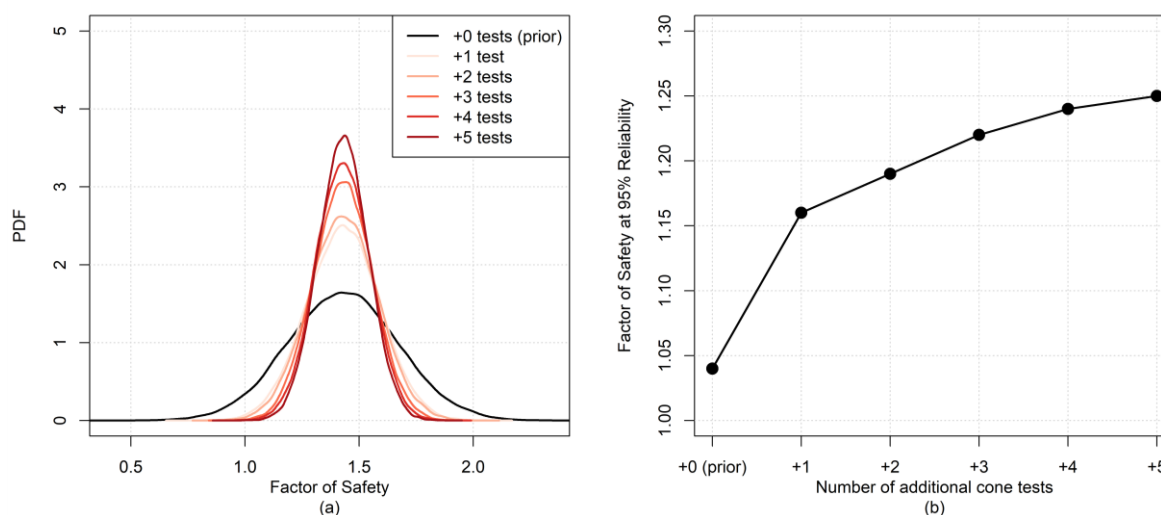 5
4
3
2
1
0
PDF
+0 tests (prior)
+1 test
+2 tests
+3 tests
+4 tests
+5 tests
0.5 1.0 1.5 2.0
Factor of Safety
(a)
1.30
1.25
1.20
1.15
1.10
1.05
1.00
Factor of Safety at 95% Reliability
+0 (prior) +1 +2 +3 +4 +5
Number of additional cone tests
(b)